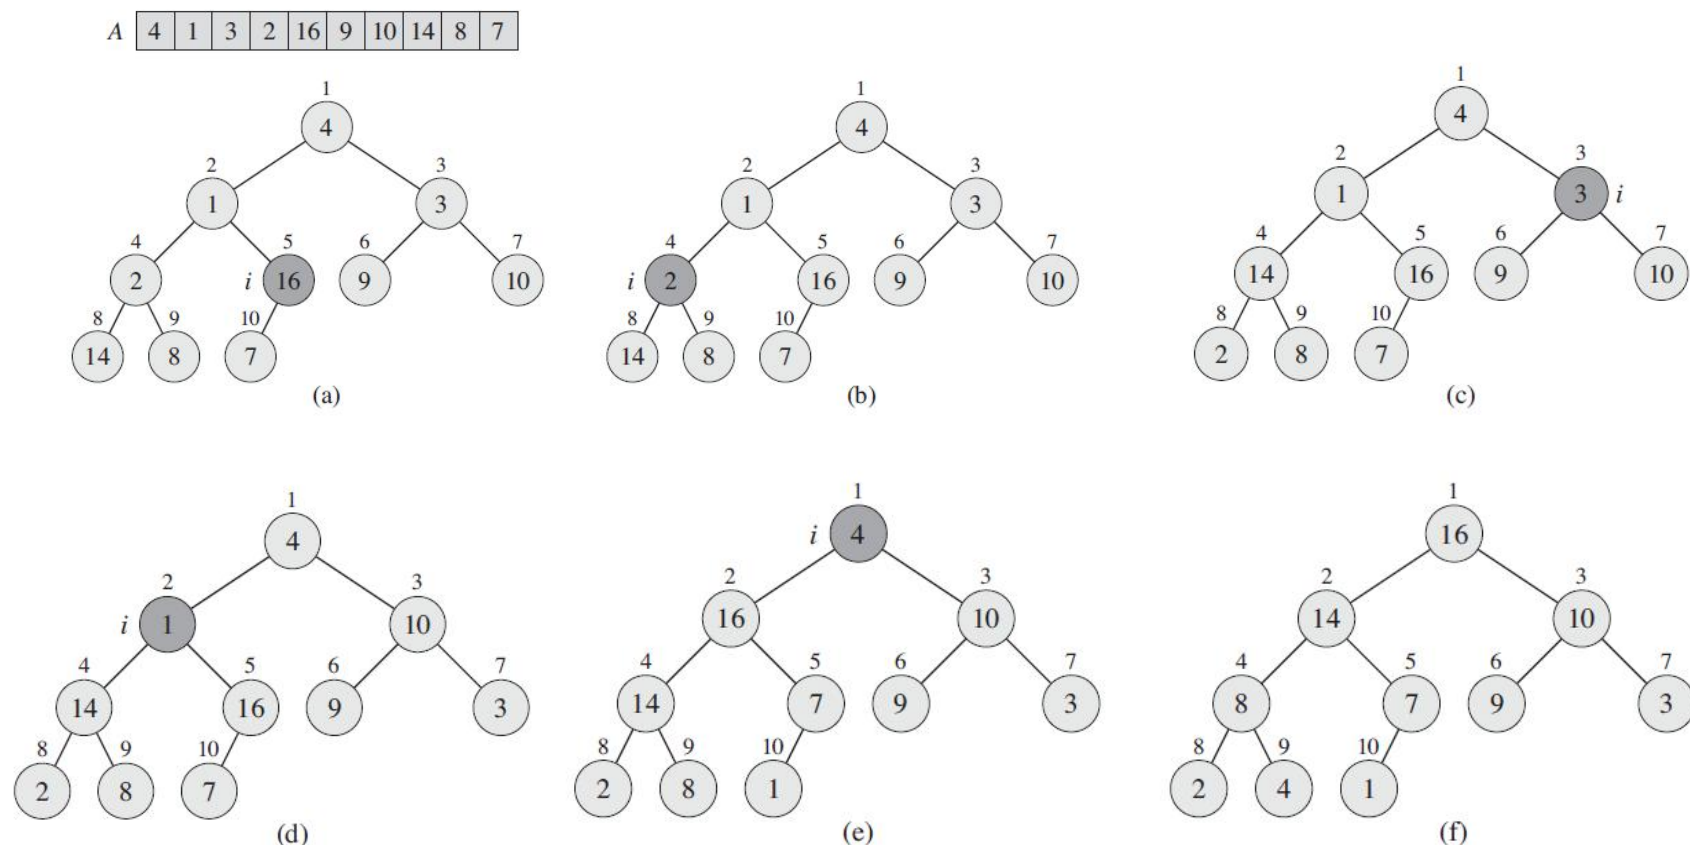 A 4 1 3 2 16 9 10 14 8 7
1
4
2 3
1 3
4 5 6 7
2 i 16 9 10
8 9 10
14 8 7
(a)
1
4
2 3
1 3
4 5 6 7
i 2 16 9 10
8 9 10
14 8 7
(b)
1
4
2 3
1 3 i
4 5 6 7
14 16 9 10
8 9 10
2 8 7
(c)
1
4
2 3
i 1 10
4 5 6 7
14 16 9 3
8 9 10
2 8 7
(d)
1
i 4
2 3
16 10
4 5 6 7
14 7 9 3
8 9 10
2 8 1
(e)
1
16
2 3
14 10
4 5 6 7
8 7 9 3
8 9 10
2 4 1
(f)